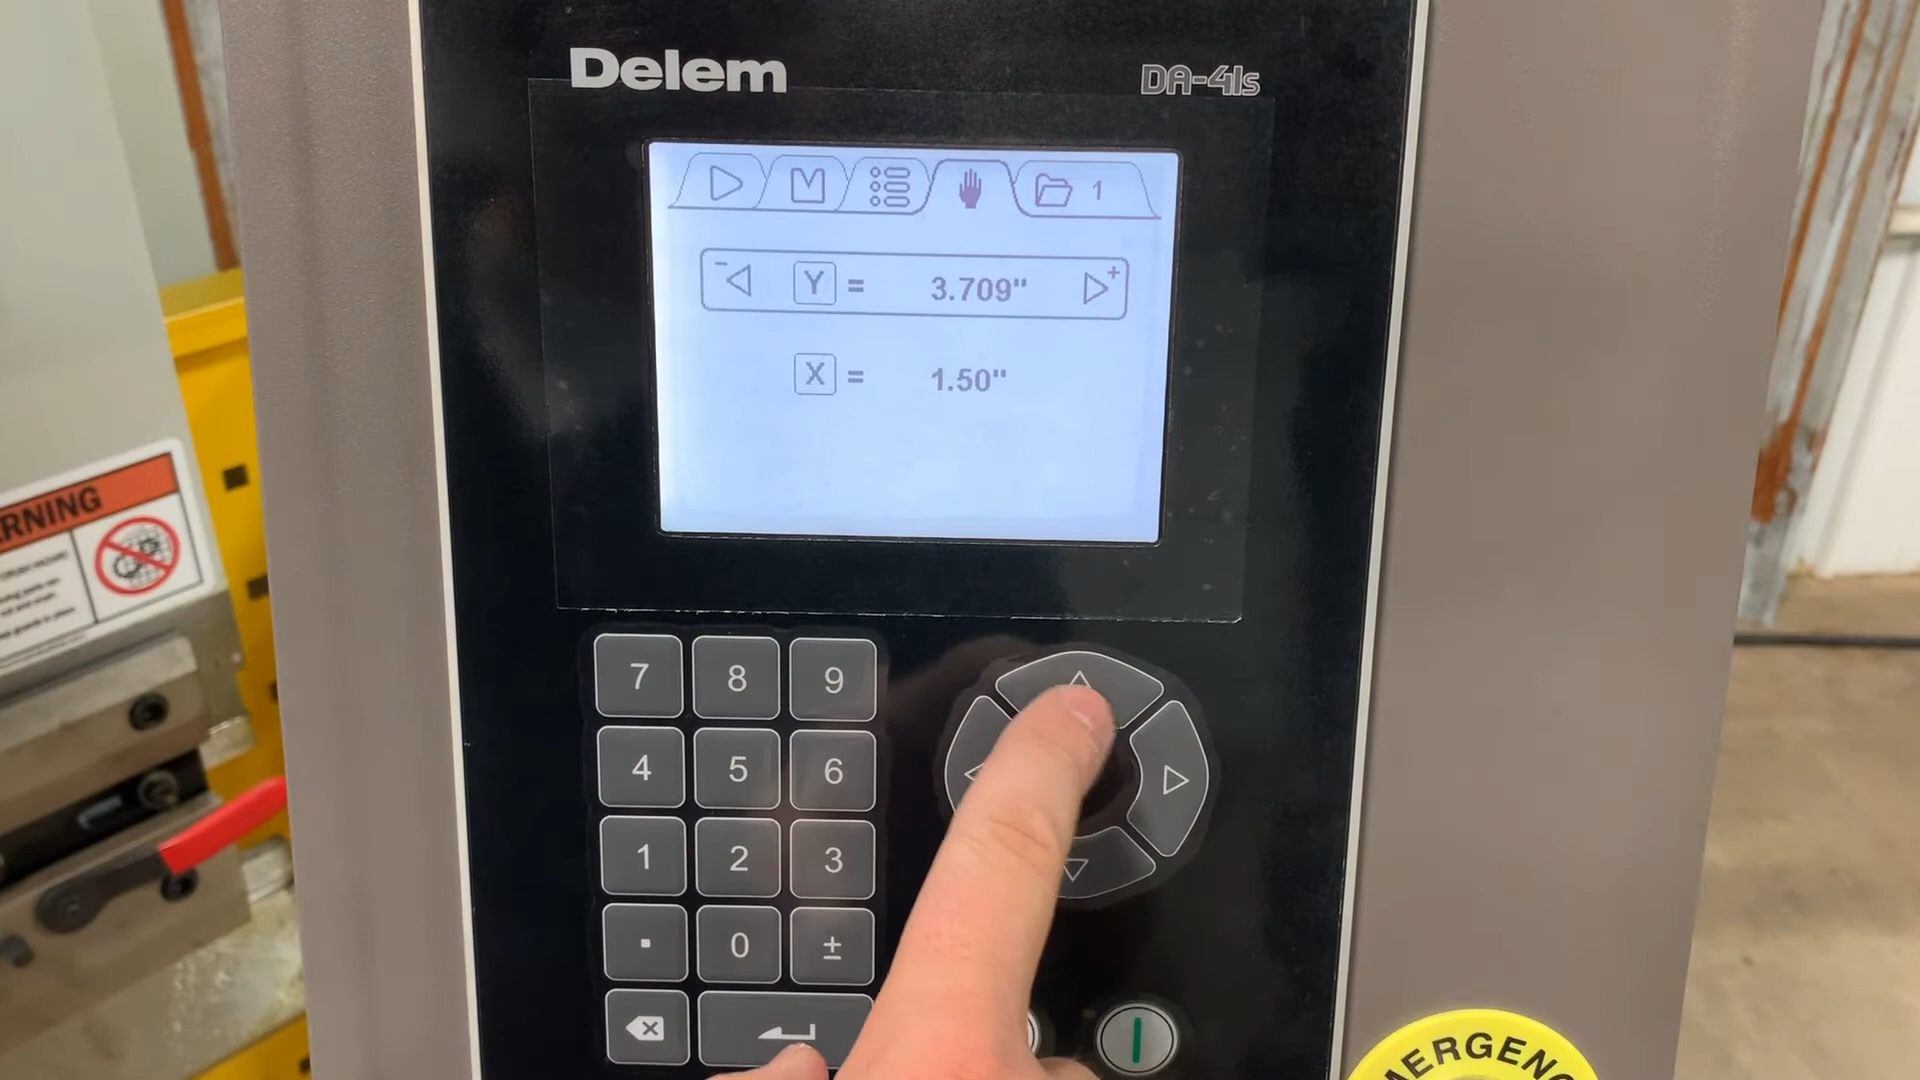 Delem
DA-41s
1
- Y = 3.709" +
X = 1.50"
RNING
7 8 9
4 5 6
1 2 3
. 0 ±
MERGENC